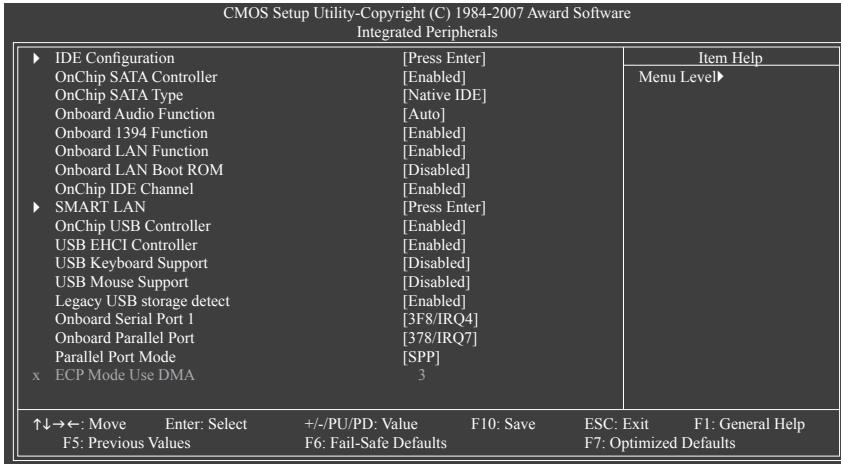 CMOS Setup Utility-Copyright (C) 1984-2007 Award Software
Integrated Peripherals
IDE Configuration [Press Enter] Item Help
OnChip SATA Controller [Enabled] Menu Level
OnChip SATA Type [Native IDE]
Onboard Audio Function [Auto]
Onboard 1394 Function [Enabled]
Onboard LAN Function [Enabled]
Onboard LAN Boot ROM [Disabled]
OnChip IDE Channel [Enabled]
SMART LAN [Press Enter]
OnChip USB Controller [Enabled]
USB EHCI Controller [Enabled]
USB Keyboard Support [Disabled]
USB Mouse Support [Disabled]
Legacy USB storage detect [Enabled]
Onboard Serial Port 1 [3F8/IRQ4]
Onboard Parallel Port [378/IRQ7]
Parallel Port Mode [SPP]
x ECP Mode Use DMA 3
↑↓→←: Move Enter: Select +/-/PU/PD: Value F10: Save ESC: Exit F1: General Help
F5: Previous Values F6: Fail-Safe Defaults F7: Optimized Defaults